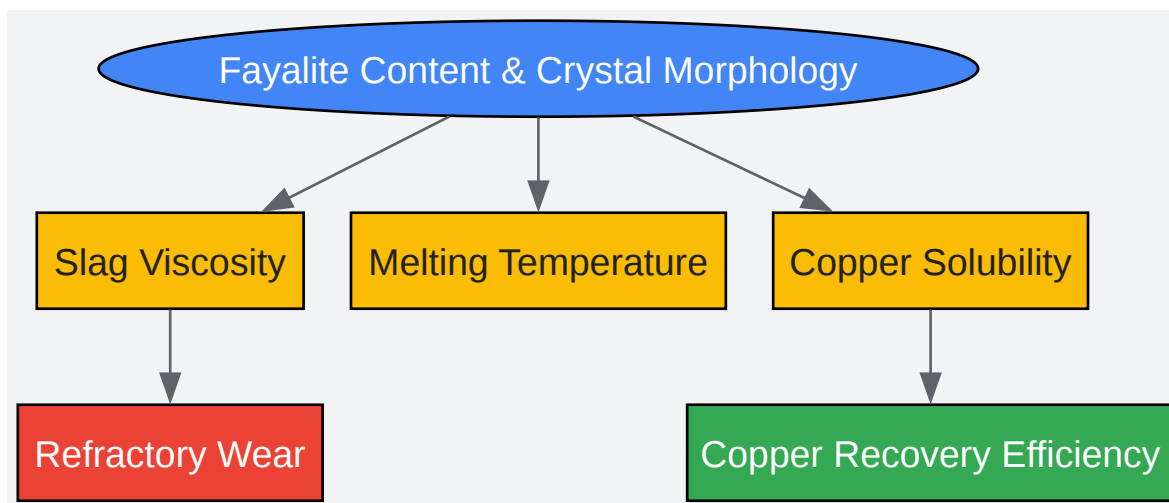 Fayalite Content & Crystal Morphology
Slag Viscosity
Melting Temperature
Copper Solubility
Refractory Wear
Copper Recovery Efficiency